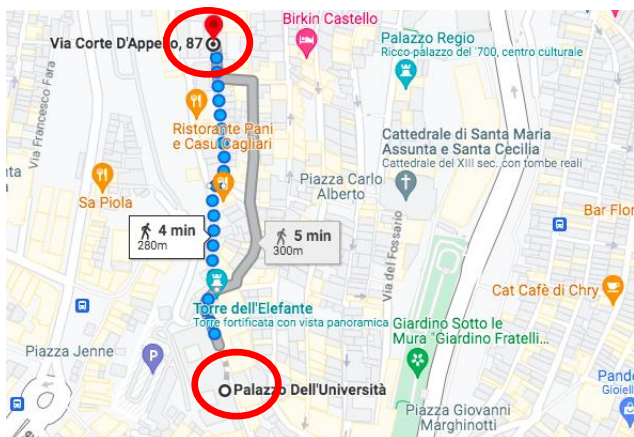 Birkin Castello
Via Corte D'Appello, 87
Palazzo Regio
Ricco palazzo del '700, centro culturale
Via Francesco Fara
Ristorante Pani
e Casu Cagliari
Cattedrale di Santa Maria
Assunta e Santa Cecilia
Cattedrale del XIII sec. con tombe reali
nta
a
Piazza Carlo
Alberto
Sa Piola
Bar Flor
4 min
280m
5 min
300m
Via del Fossario
Torre dell'Elefante
Torre fortificata con vista panoramica
Cat Cafè di Chry
Giardino Sotto le
Mura "Giardino Fratelli...
Piazza Jenne
P
Palazzo Dell'Università
Pando
Gioiell
Piazza Giovanni
Marghinotti